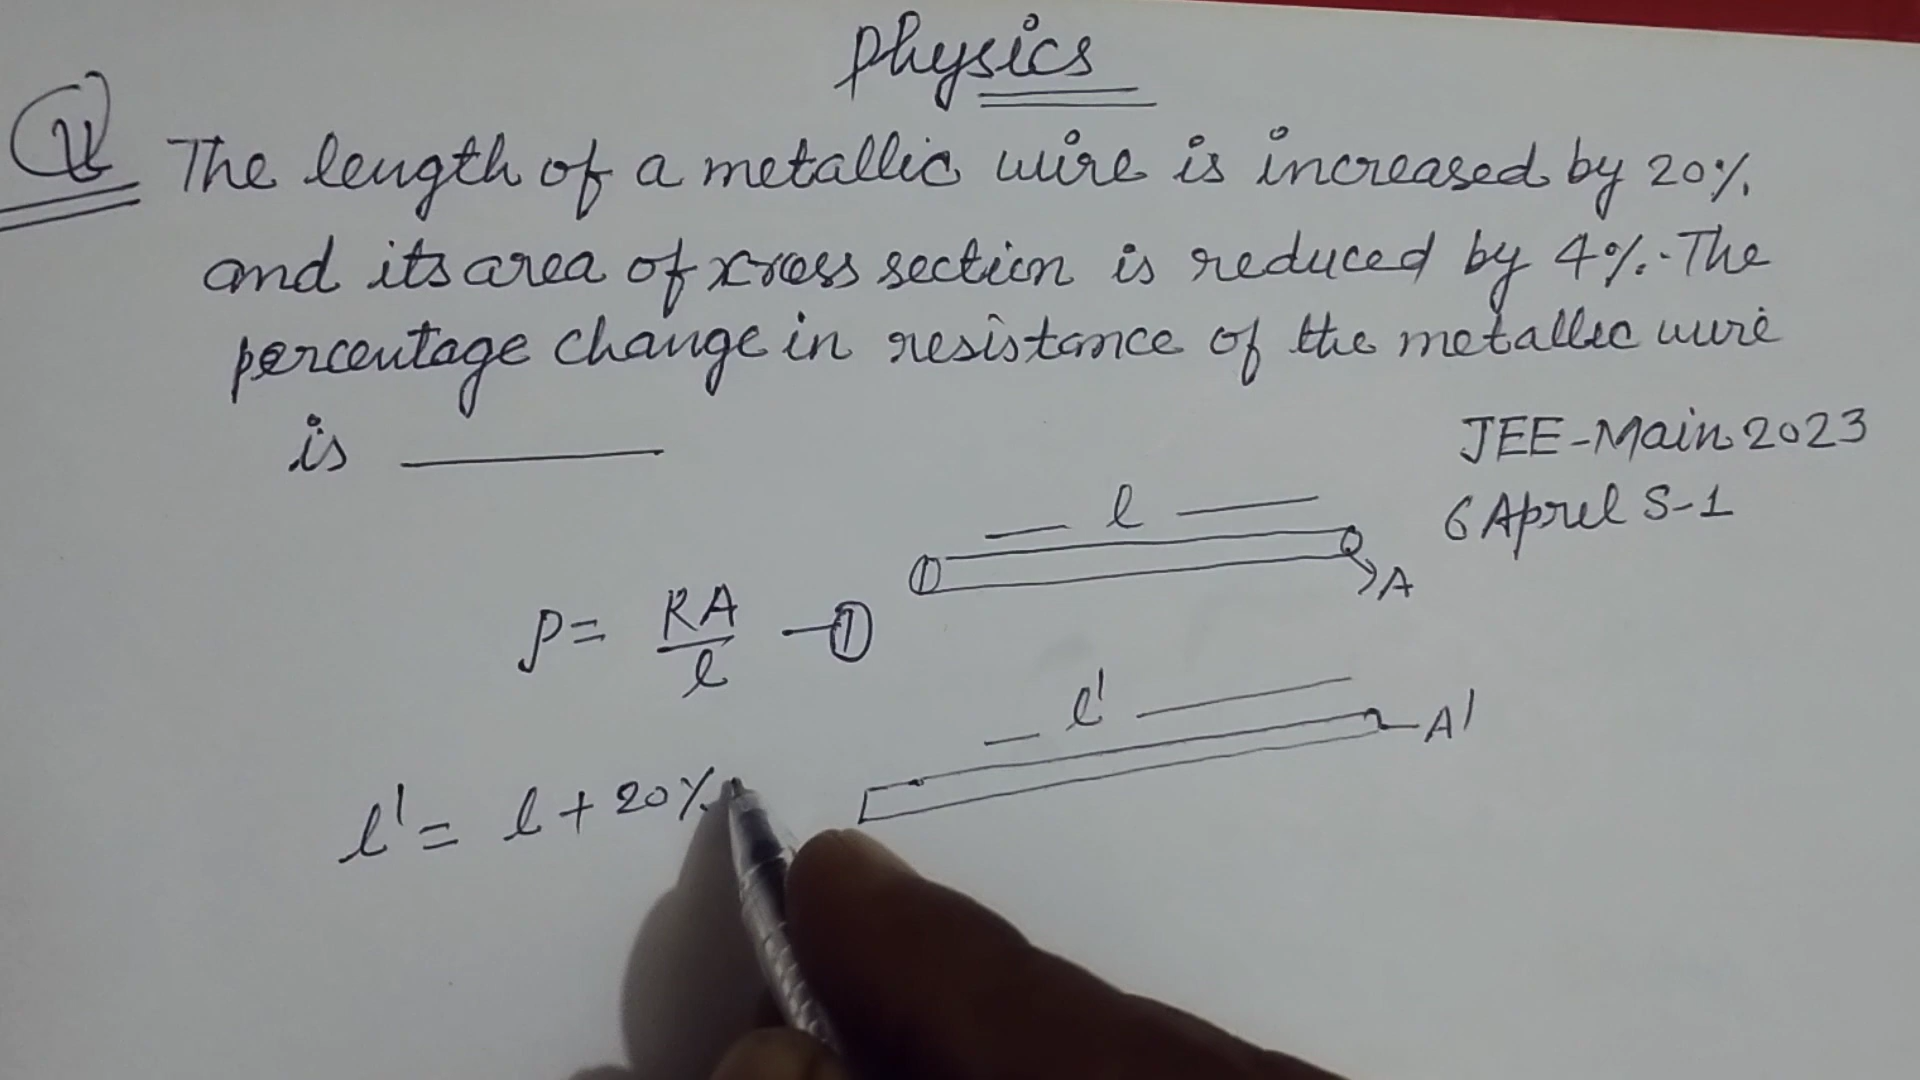 Physics
Q The length of a metallic wire is increased by 20%
and its area of cross section is reduced by 4%. The
percentage change in resistance of the metallic wire
is ______
JEE-Main 2023
6 April S-1
l
A
ρ = RA/l - ①
l'
A'
l' = l + 20%